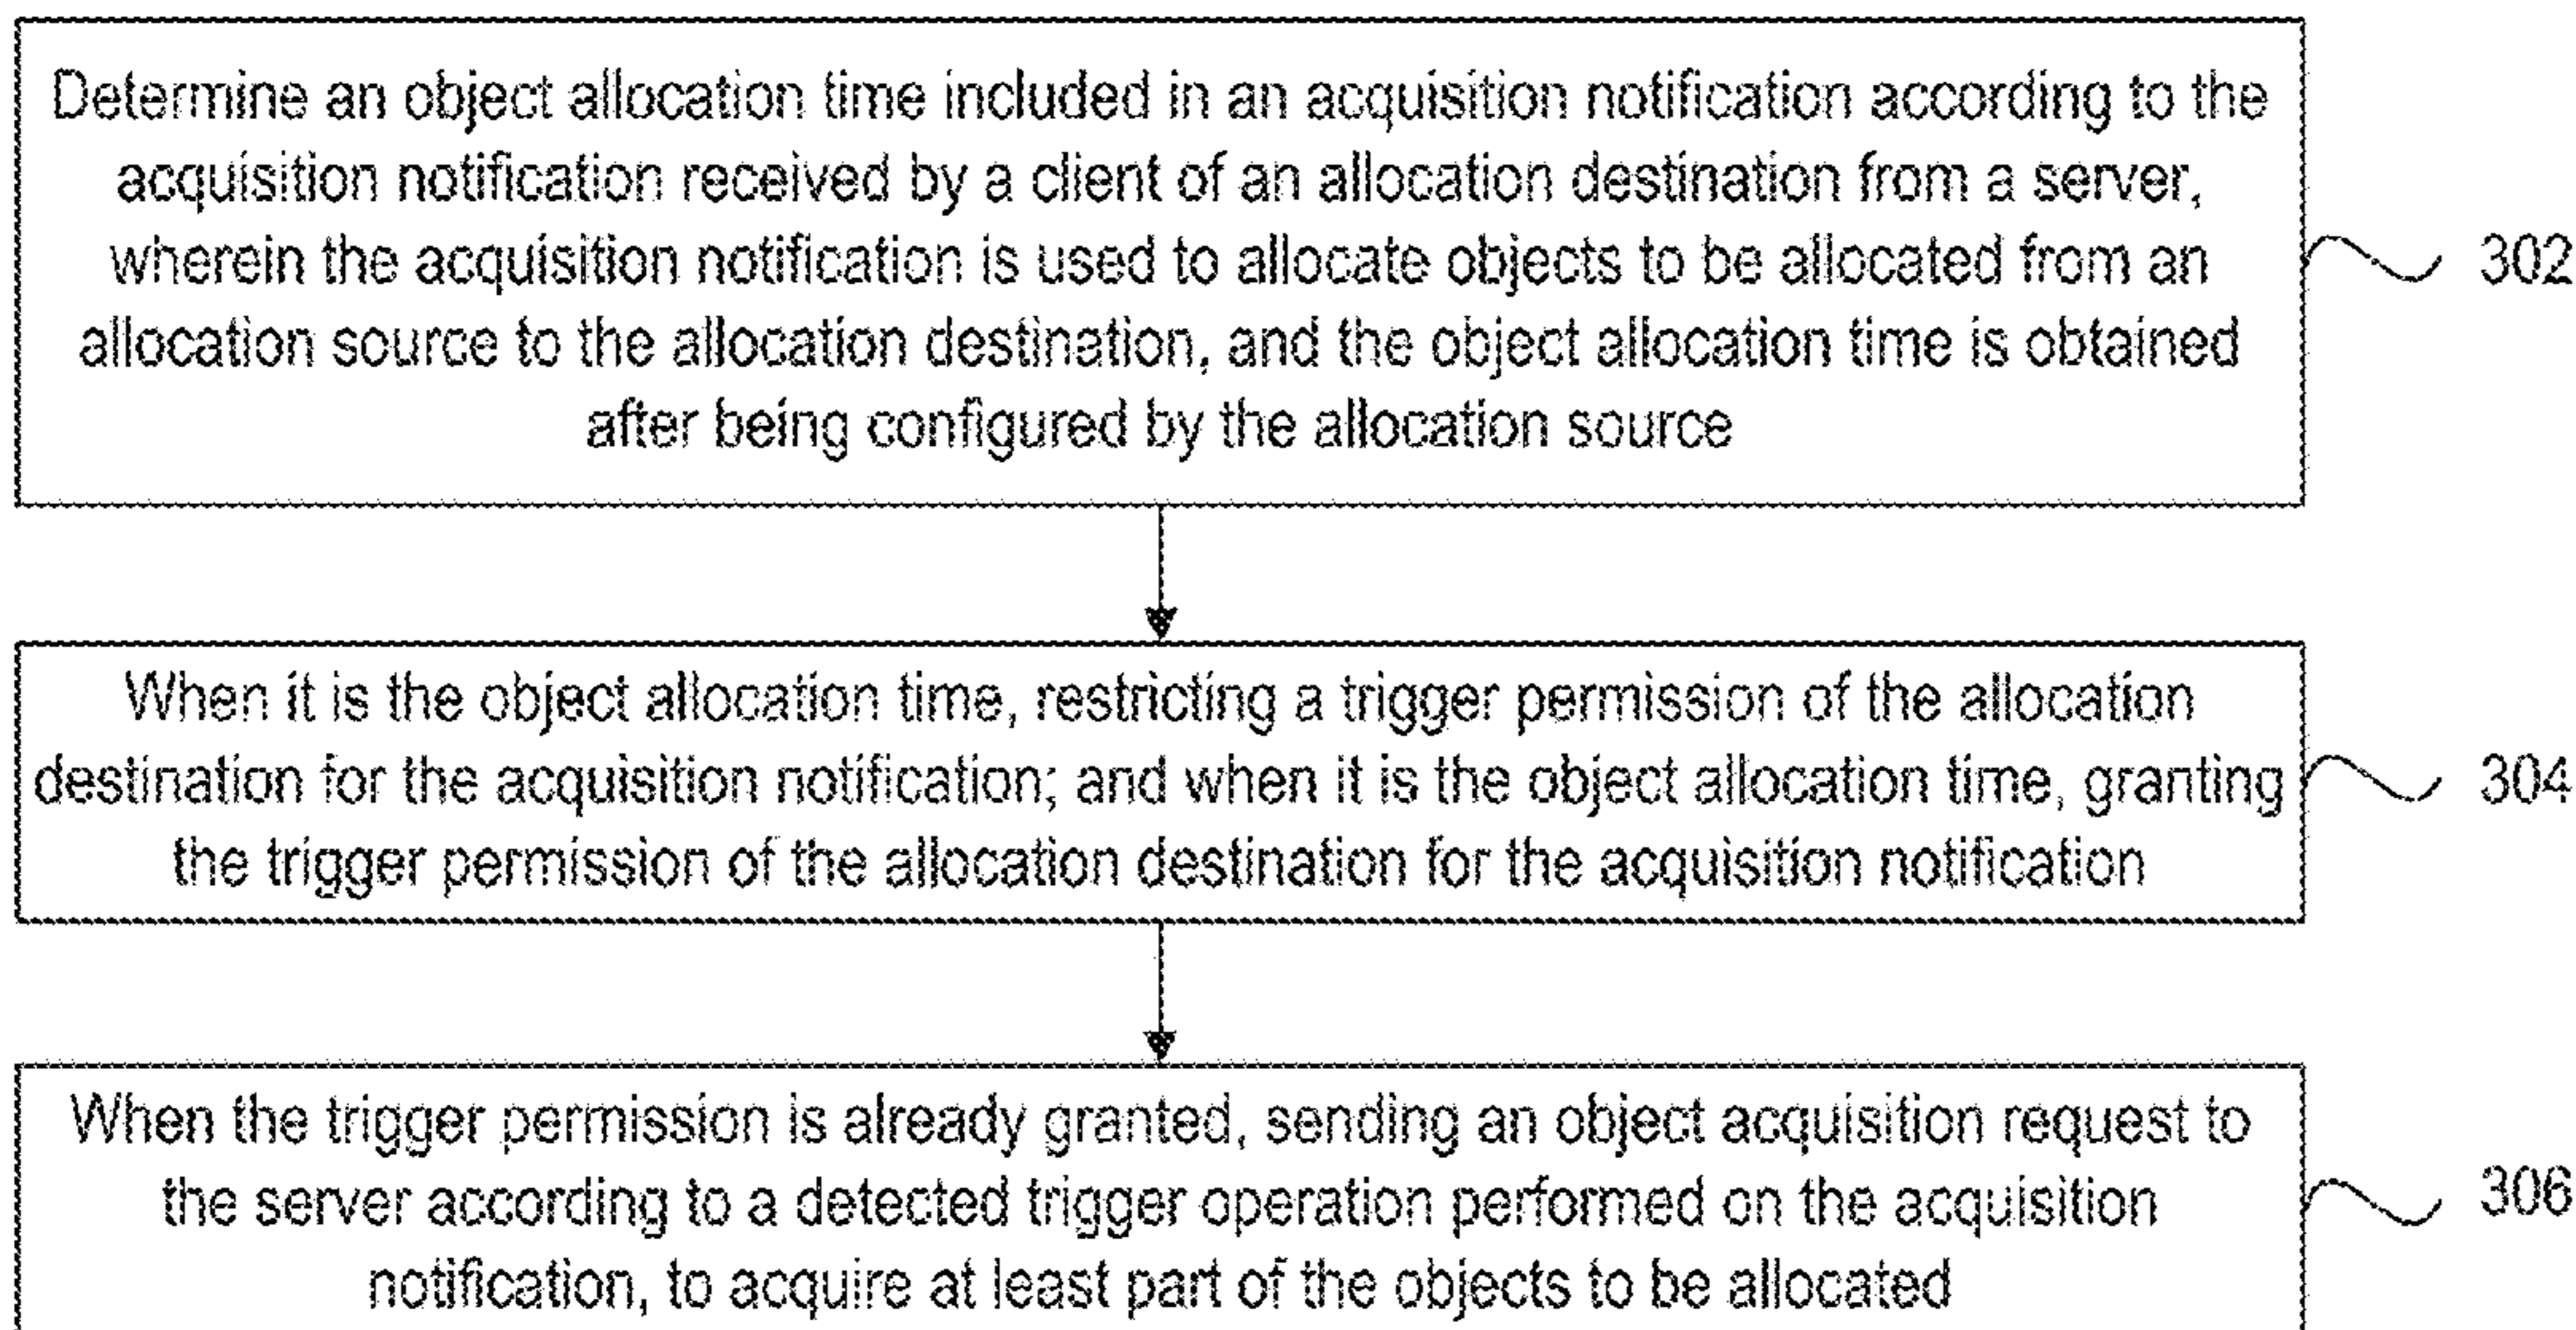 Determine an object allocation time included in an acquisition notification according to the
acquisition notification received by a client of an allocation destination from a server,
wherein the acquisition notification is used to allocate objects to be allocated from an
allocation source to the allocation destination, and the object allocation time is obtained
after being configured by the allocation source
302
When it is the object allocation time, restricting a trigger permission of the allocation
destination for the acquisition notification; and when it is the object allocation time, granting
the trigger permission of the allocation destination for the acquisition notification
304
When the trigger permission is already granted, sending an object acquisition request to
the server according to a detected trigger operation performed on the acquisition
notification, to acquire at least part of the objects to be allocated
306